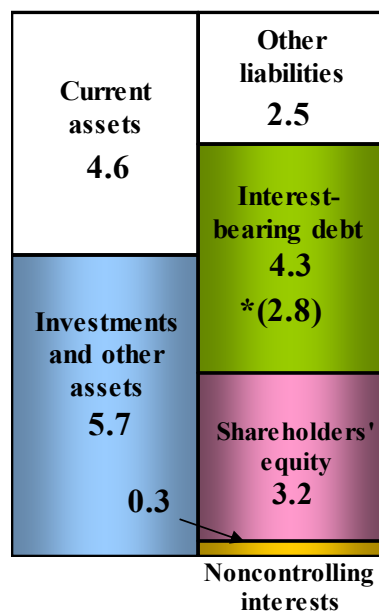 Current
assets
4.6
Investments
and other
assets
5.7
Other
liabilities
2.5
Interest-
bearing debt
4.3
*(2.8)
Shareholders'
equity
3.2
0.3
Noncontrolling
interests